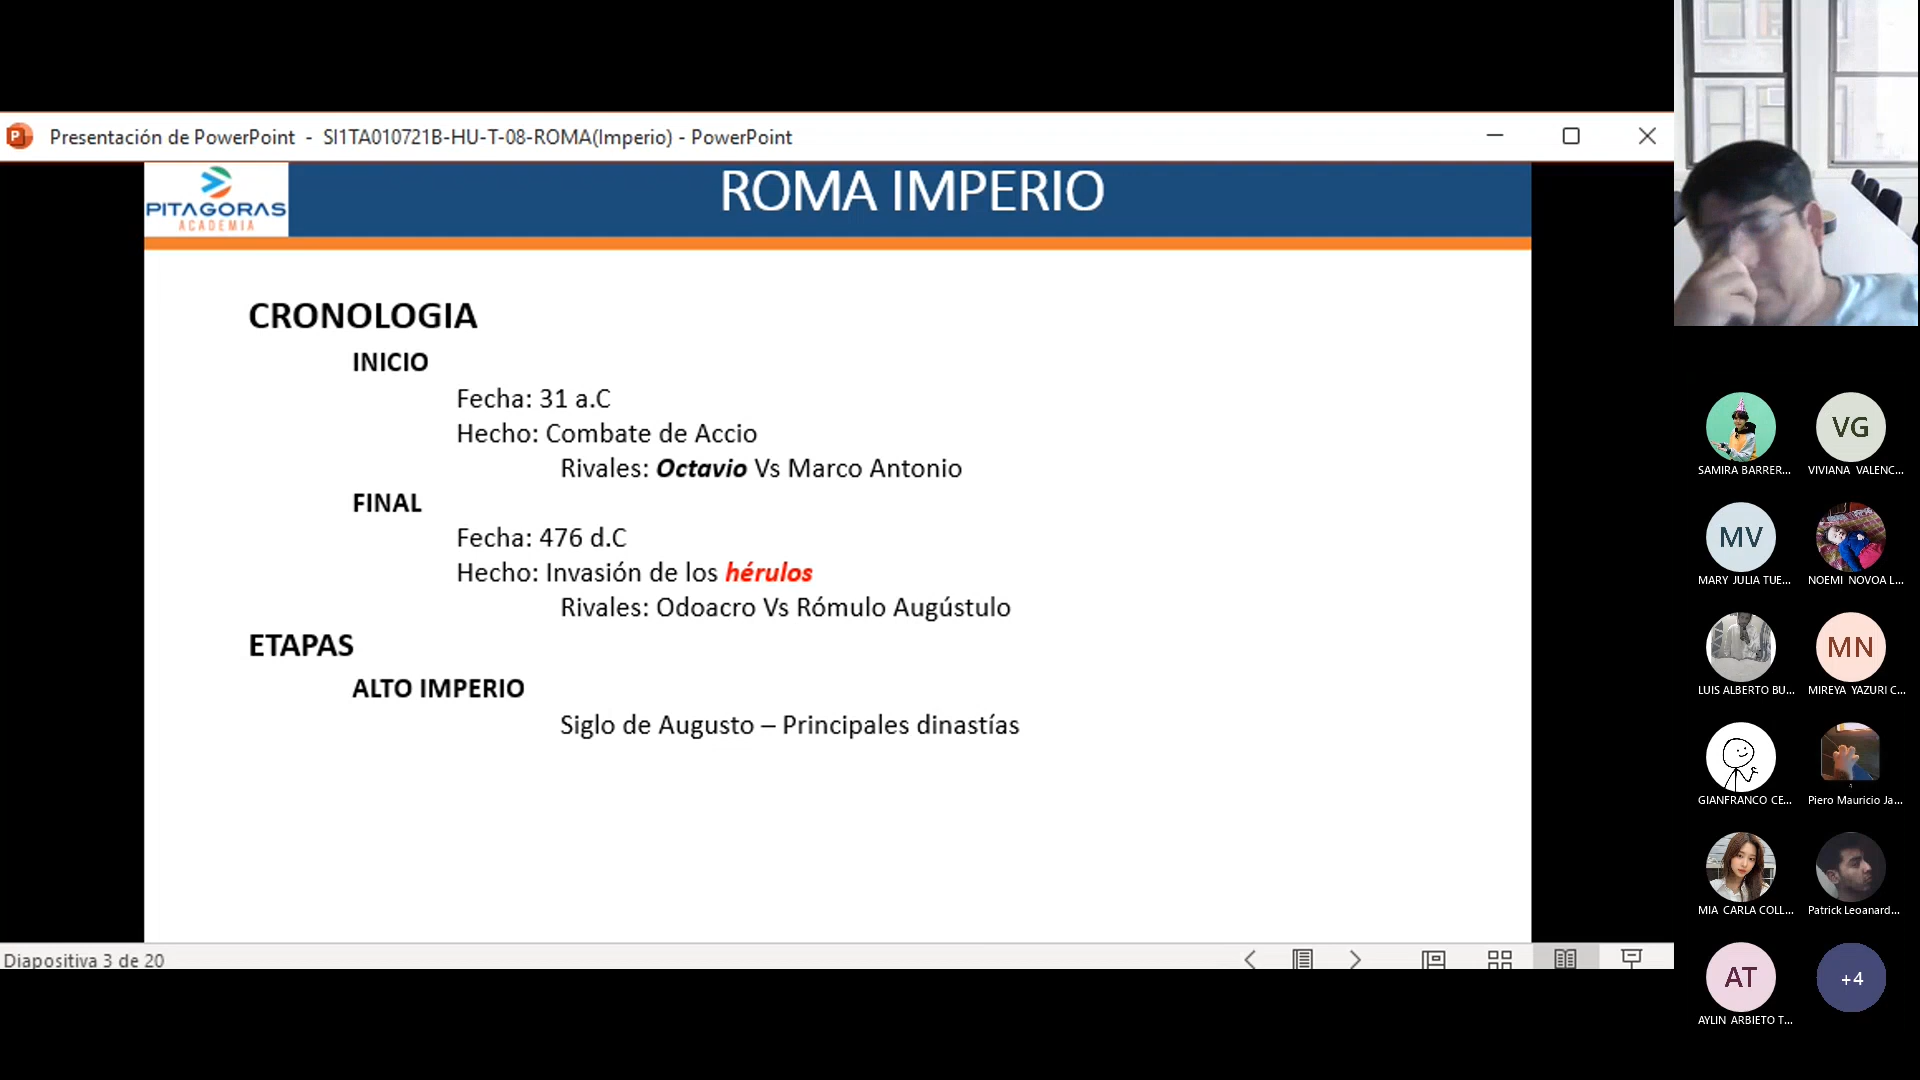 Presentación de PowerPoint - SI1TA010721B-HU-T-08-ROMA(Imperio) - PowerPoint
PITAGORAS
ACADEMIA
ROMA IMPERIO
CRONOLOGIA
INICIO
Fecha: 31 a.C
Hecho: Combate de Accio
Rivales: Octavio Vs Marco Antonio
FINAL
Fecha: 476 d.C
Hecho: Invasión de los hérulos
Rivales: Odoacro Vs Rómulo Augústulo
ETAPAS
ALTO IMPERIO
Siglo de Augusto – Principales dinastías
Diapositiva 3 de 20
SAMIRA BARRER...
VG
VIVIANA VALENC...
MV
MARY JULIA TUE...
NOEMI NOVOA L...
LUIS ALBERTO BU...
MN
MIREYA YAZURI C...
GIANFRANCO CE...
Piero Mauricio Ja...
MIA CARLA COLL...
Patrick Leoanard...
AT
AYLIN ARBIETO T...
+4